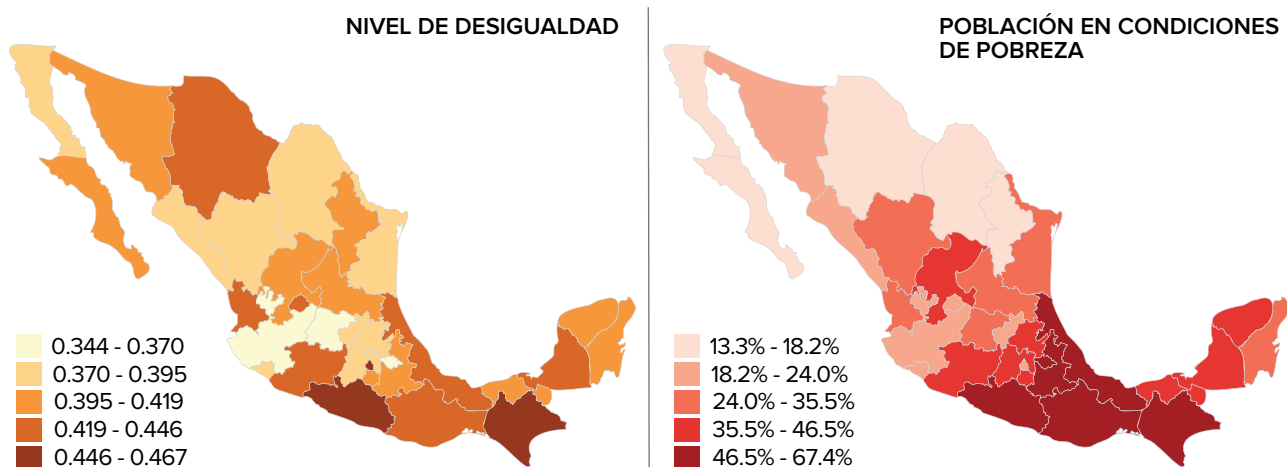 NIVEL DE DESIGUALDAD
0.344 - 0.370
0.370 - 0.395
0.395 - 0.419
0.419 - 0.446
0.446 - 0.467
POBLACIÓN EN CONDICIONES
DE POBREZA
13.3% - 18.2%
18.2% - 24.0%
24.0% - 35.5%
35.5% - 46.5%
46.5% - 67.4%